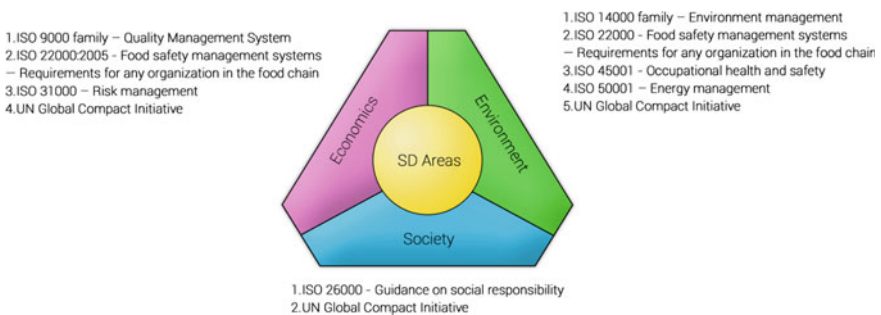 1.ISO 9000 family – Quality Management System
2.ISO 22000:2005 - Food safety management systems
– Requirements for any organization in the food chain
3.ISO 31000 – Risk management
4.UN Global Compact Initiative
1.ISO 14000 family – Environment management
2.ISO 22000 - Food safety management systems
– Requirements for any organization in the food chain
3.ISO 45001 - Occupational health and safety
4.ISO 50001 – Energy management
5.UN Global Compact Initiative
Economics
Environment
SD Areas
Society
1.ISO 26000 - Guidance on social responsibility
2.UN Global Compact Initiative